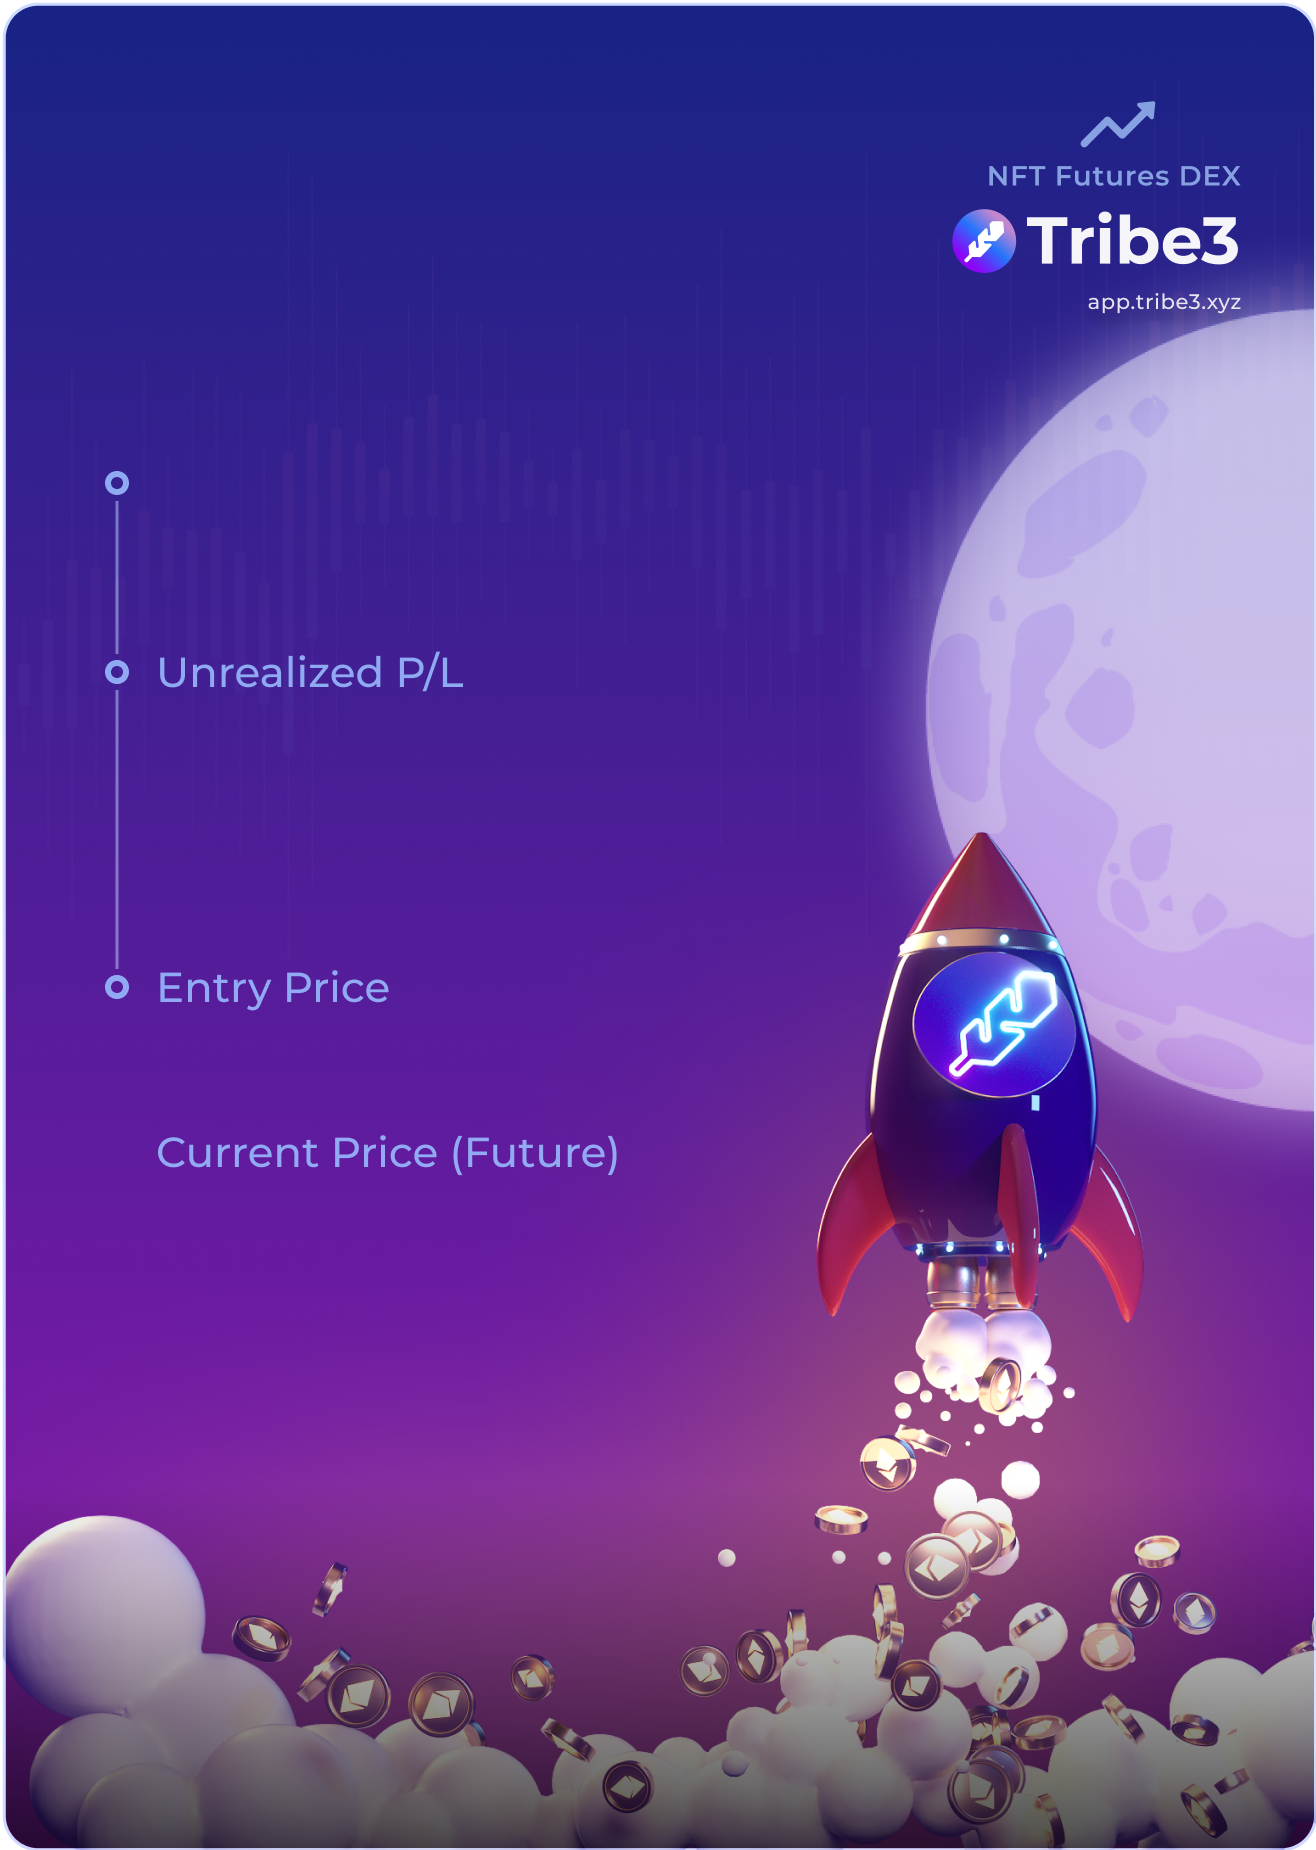 NFT Futures DEX
Tribe3
app.tribe3.xyz
Unrealized P/L
Entry Price
Current Price (Future)